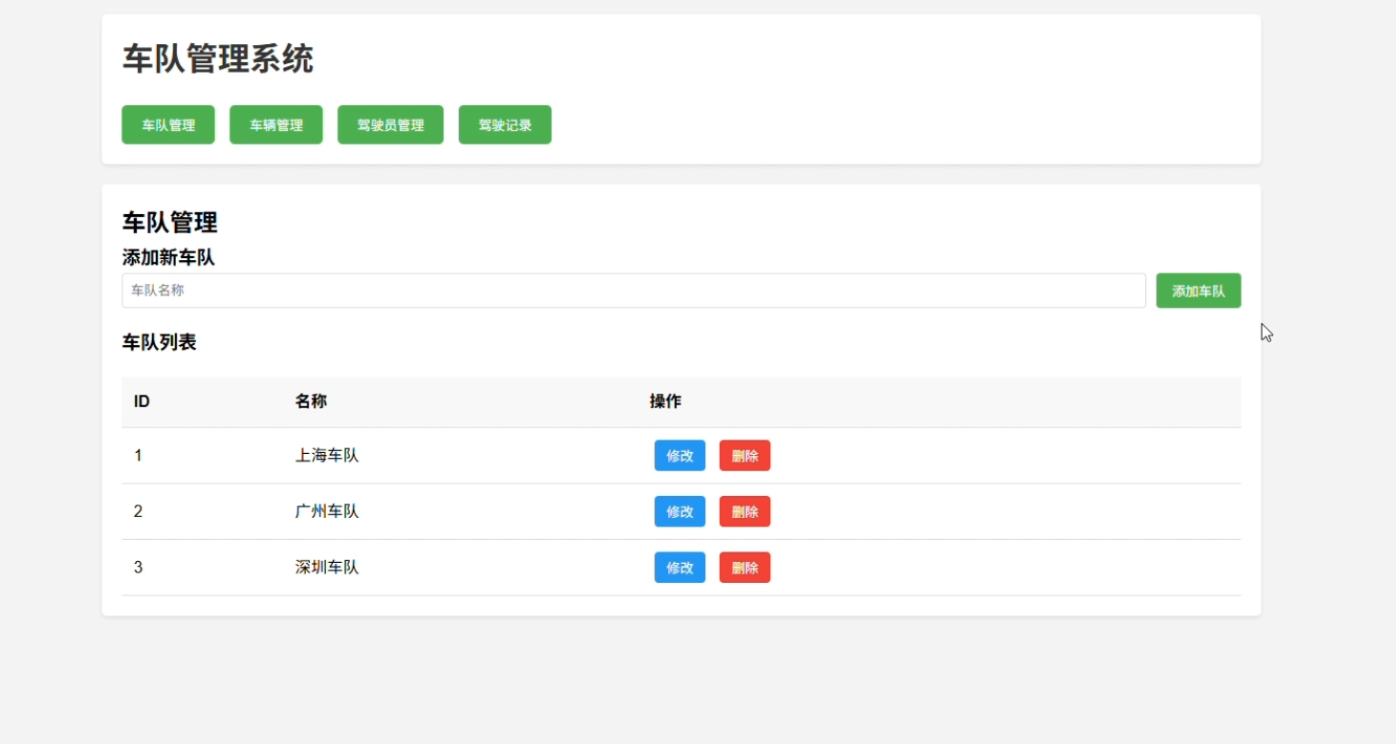 车队管理系统
车队管理 车辆管理 驾驶员管理 驾驶记录
车队管理
添加新车队
车队名称 添加车队
车队列表
ID 名称 操作
1 上海车队 修改 删除
2 广州车队 修改 删除
3 深圳车队 修改 删除